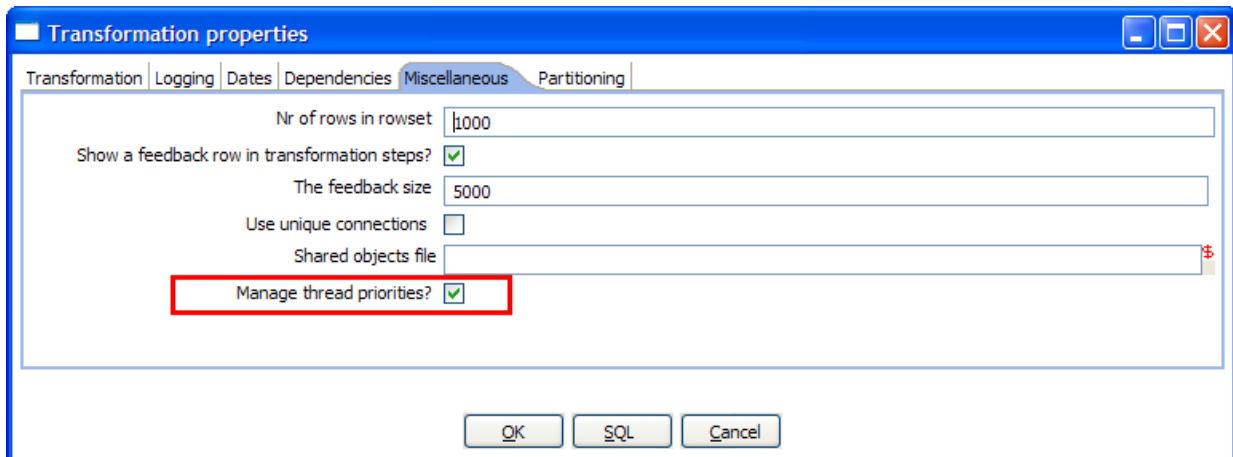 Transformation properties
Transformation Logging Dates Dependencies Miscellaneous Partitioning
Nr of rows in rowset 1000
Show a feedback row in transformation steps?
The feedback size 5000
Use unique connections
Shared objects file $
Manage thread priorities?
OK SQL Cancel